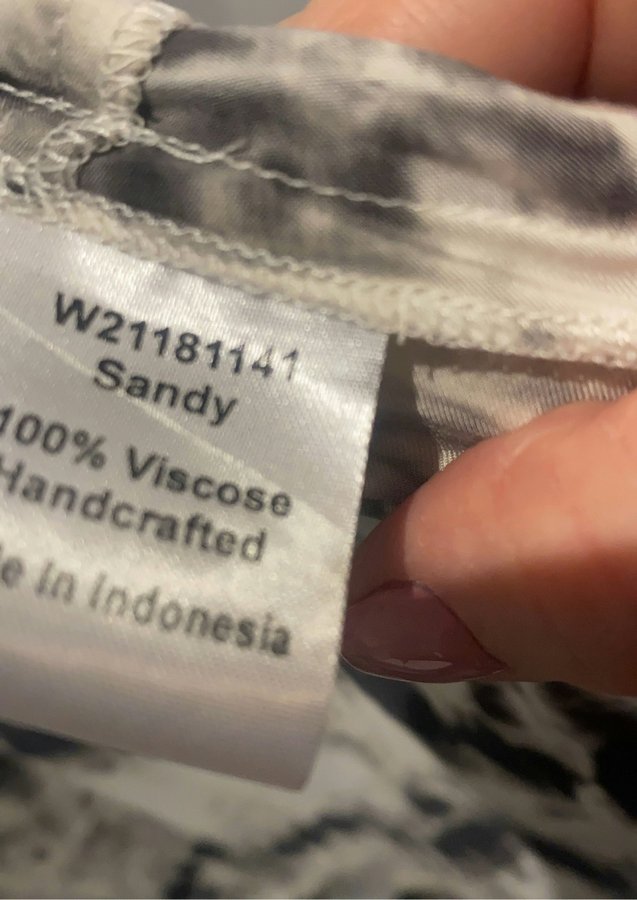 W21181141
Sandy
100% Viscose
Handcrafted
e in Indonesia